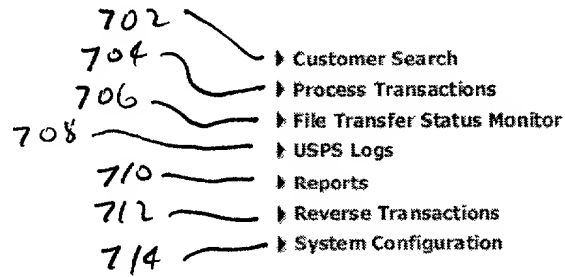 702
▶ Customer Search
704
▶ Process Transactions
706
▶ File Transfer Status Monitor
708
▶ USPS Logs
710
▶ Reports
712
▶ Reverse Transactions
714
▶ System Configuration